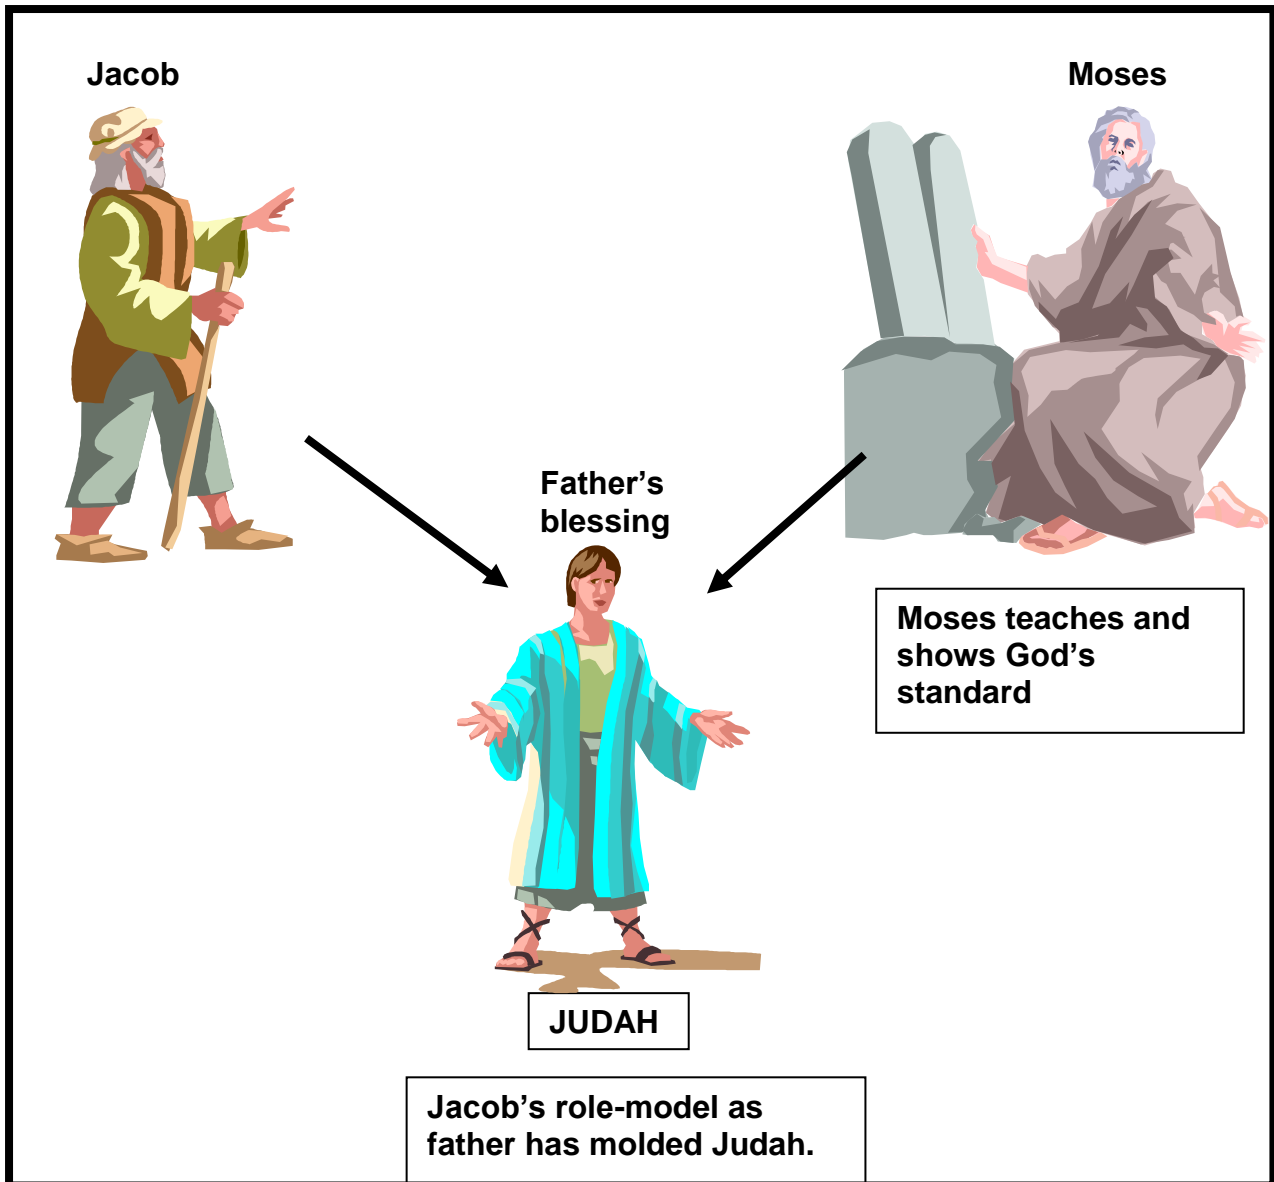 Jacob
Moses
Father’s
blessing
Moses teaches and
shows God’s
standard
JUDAH
Jacob’s role-model as
father has molded Judah.